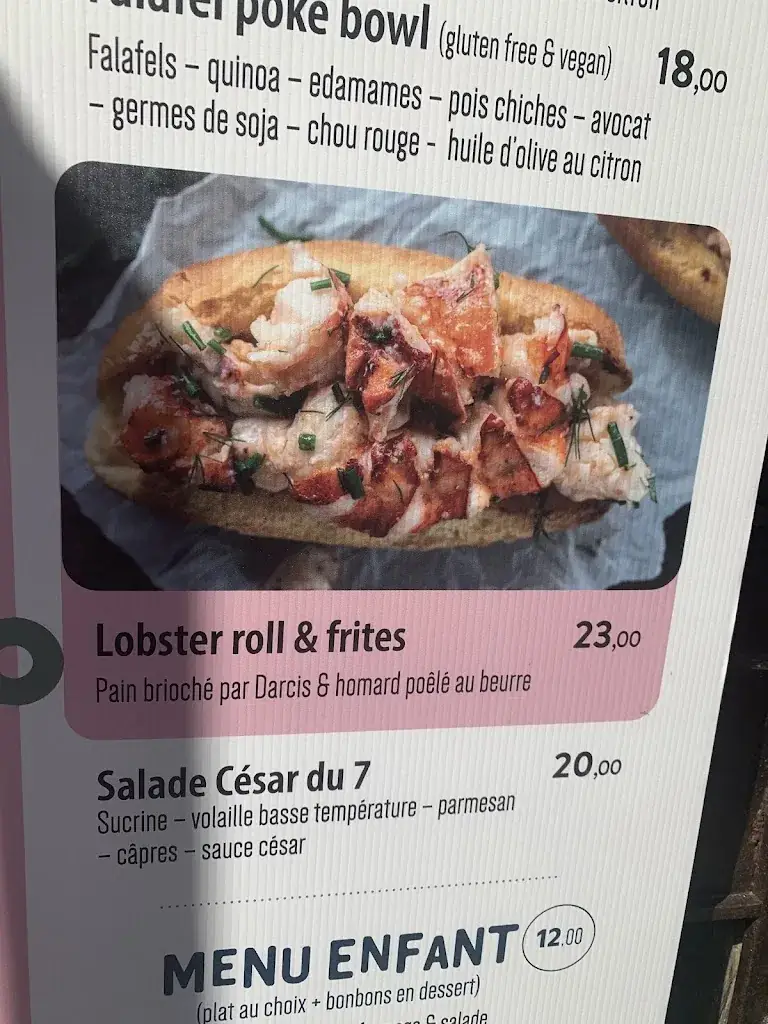 poke bowl (gluten free & vegan) 18,00
Falafels – quinoa – edamames – pois chiches – avocat
– germes de soja – chou rouge - huile d'olive au citron
Lobster roll & frites 23,00
Pain brioché par Darcis & homard poêlé au beurre
Salade César du 7 20,00
Sucrine – volaille basse température – parmesan
– câpres – sauce césar
MENU ENFANT 12,00
(plat au choix + bonbons en dessert)
& salade